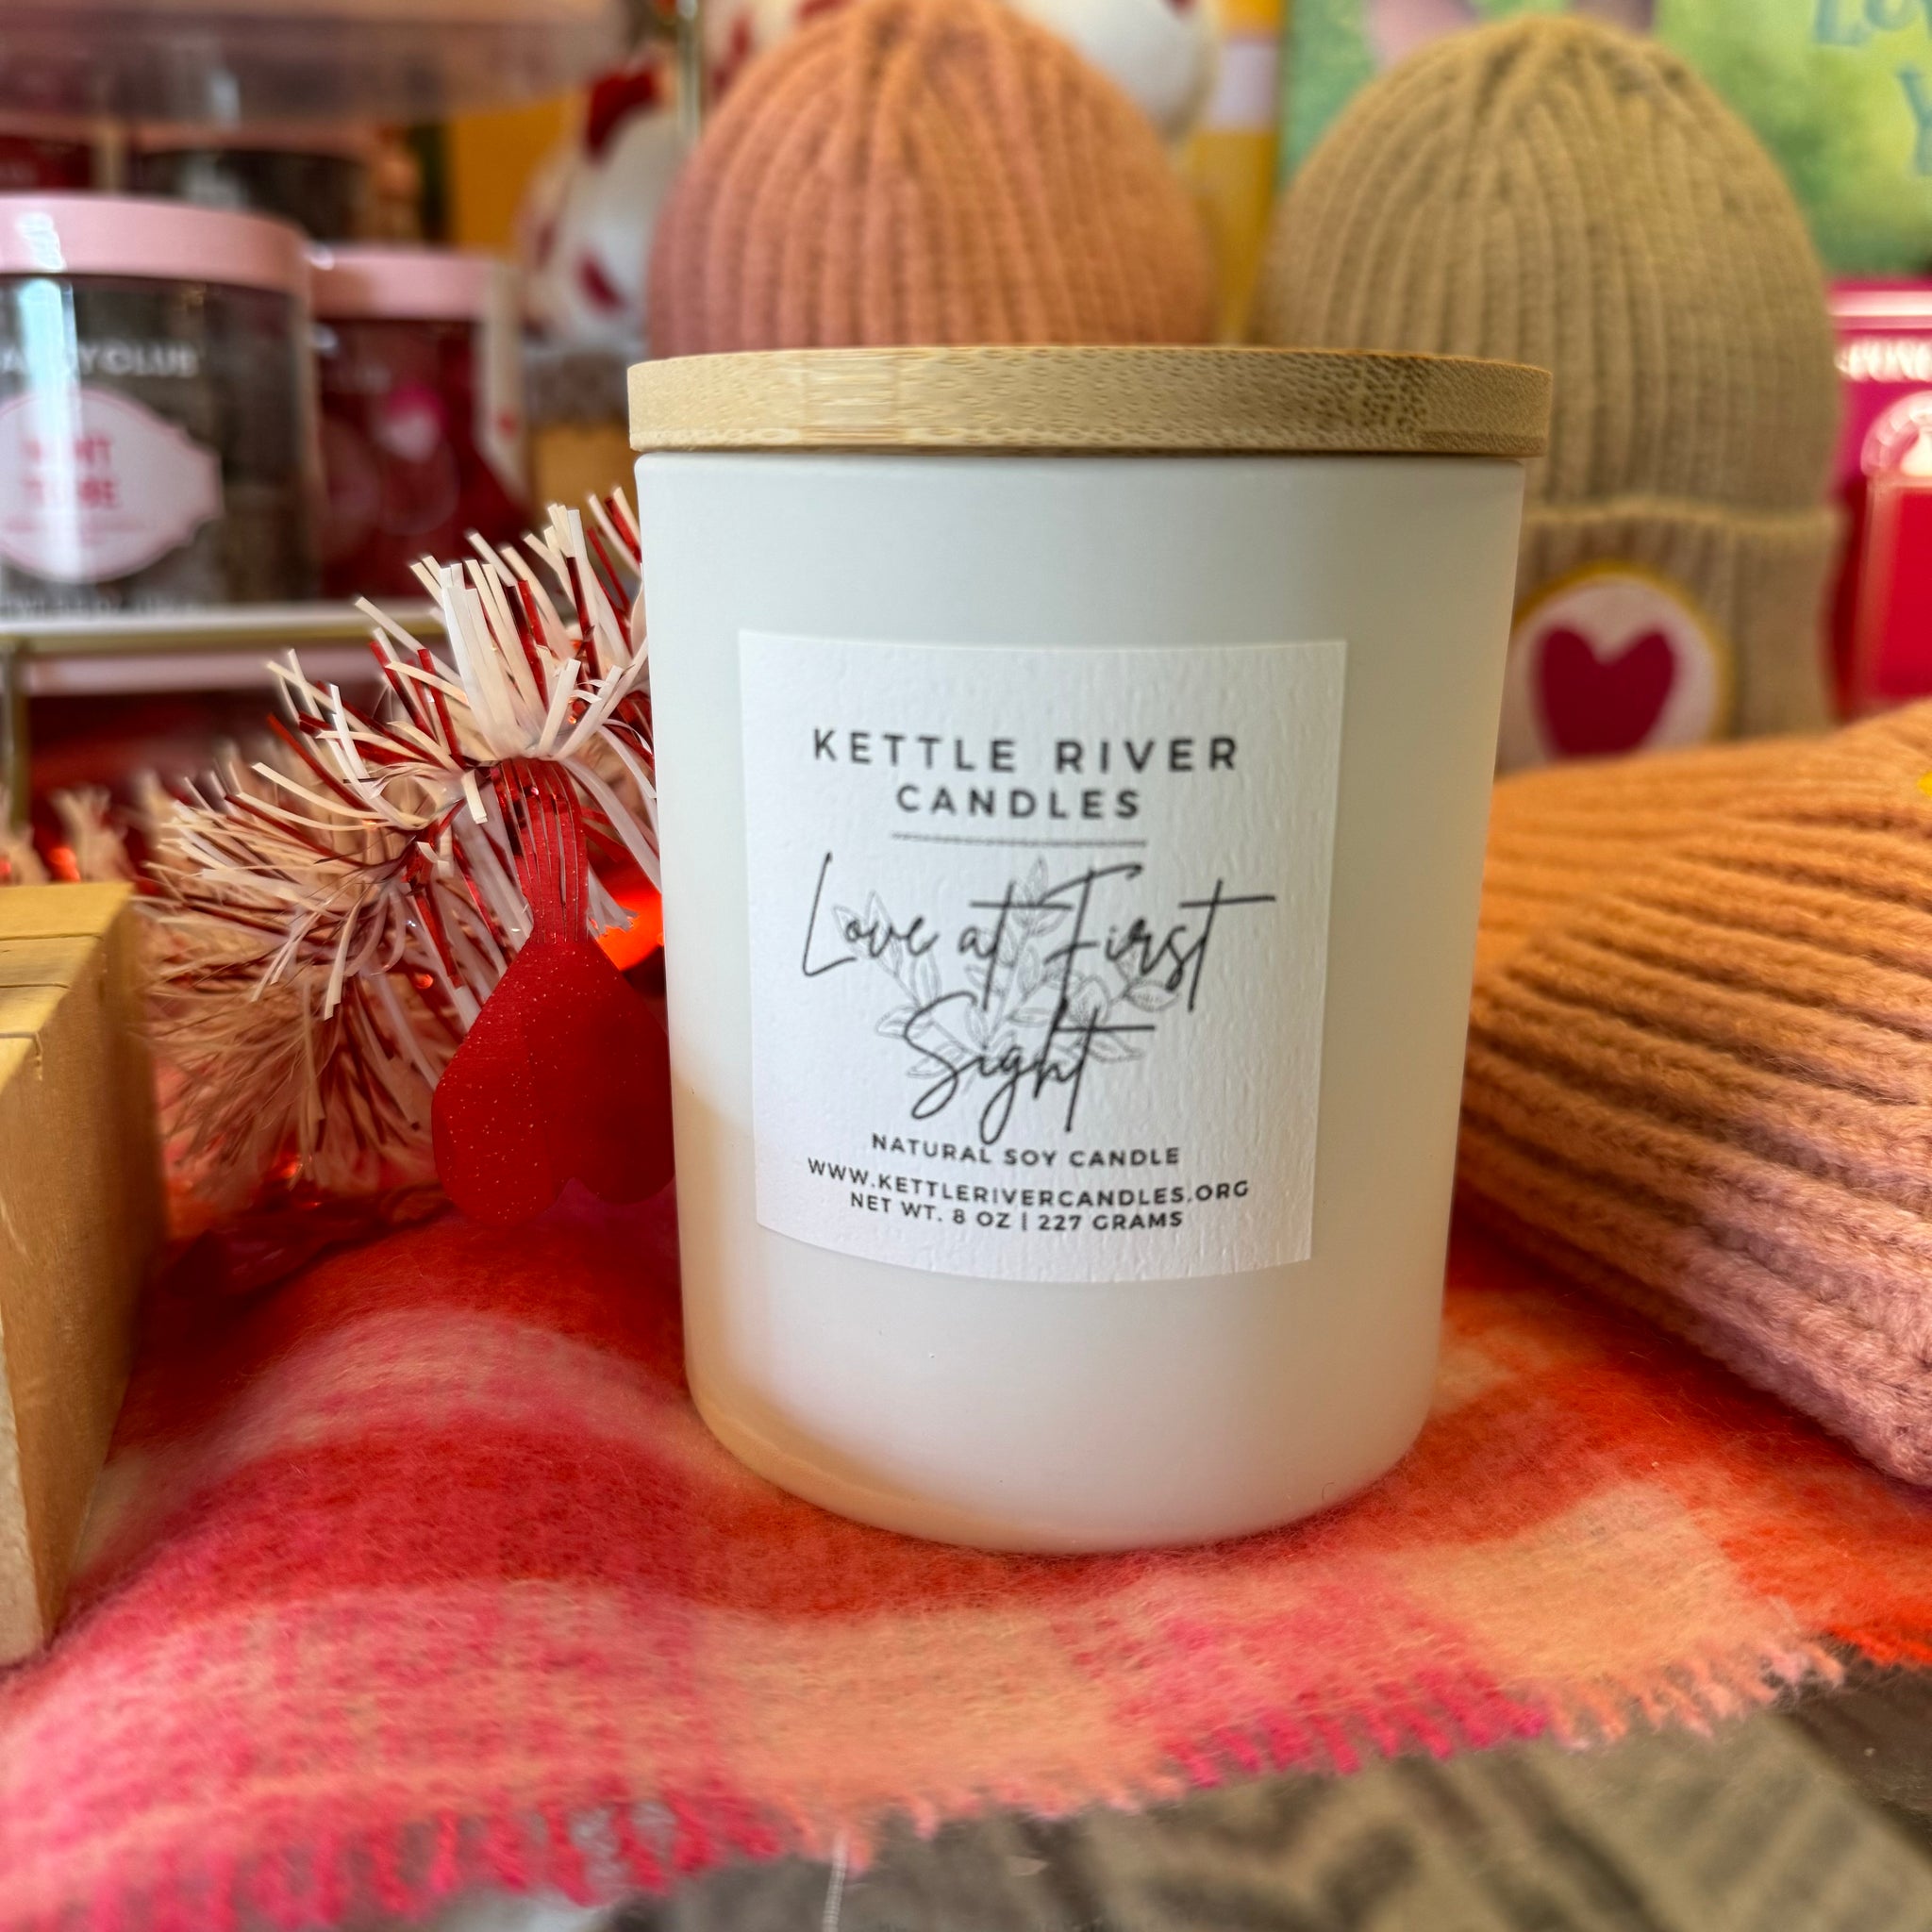 KETTLE RIVER
CANDLES
Love at First
Sight
NATURAL SOY CANDLE
WWW.KETTLERIVERCANDLES.ORG
NET WT. 8 OZ | 227 GRAMS